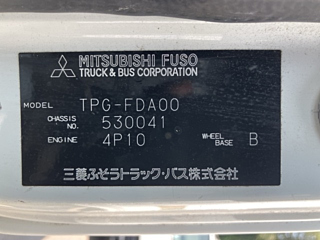 MITSUBISHI FUSO
TRUCK & BUS CORPORATION
MODEL TPG-FDA00
CHASSIS NO. 530041
ENGINE 4P10 WHEEL BASE B
三菱ふそうトラック・バス株式会社